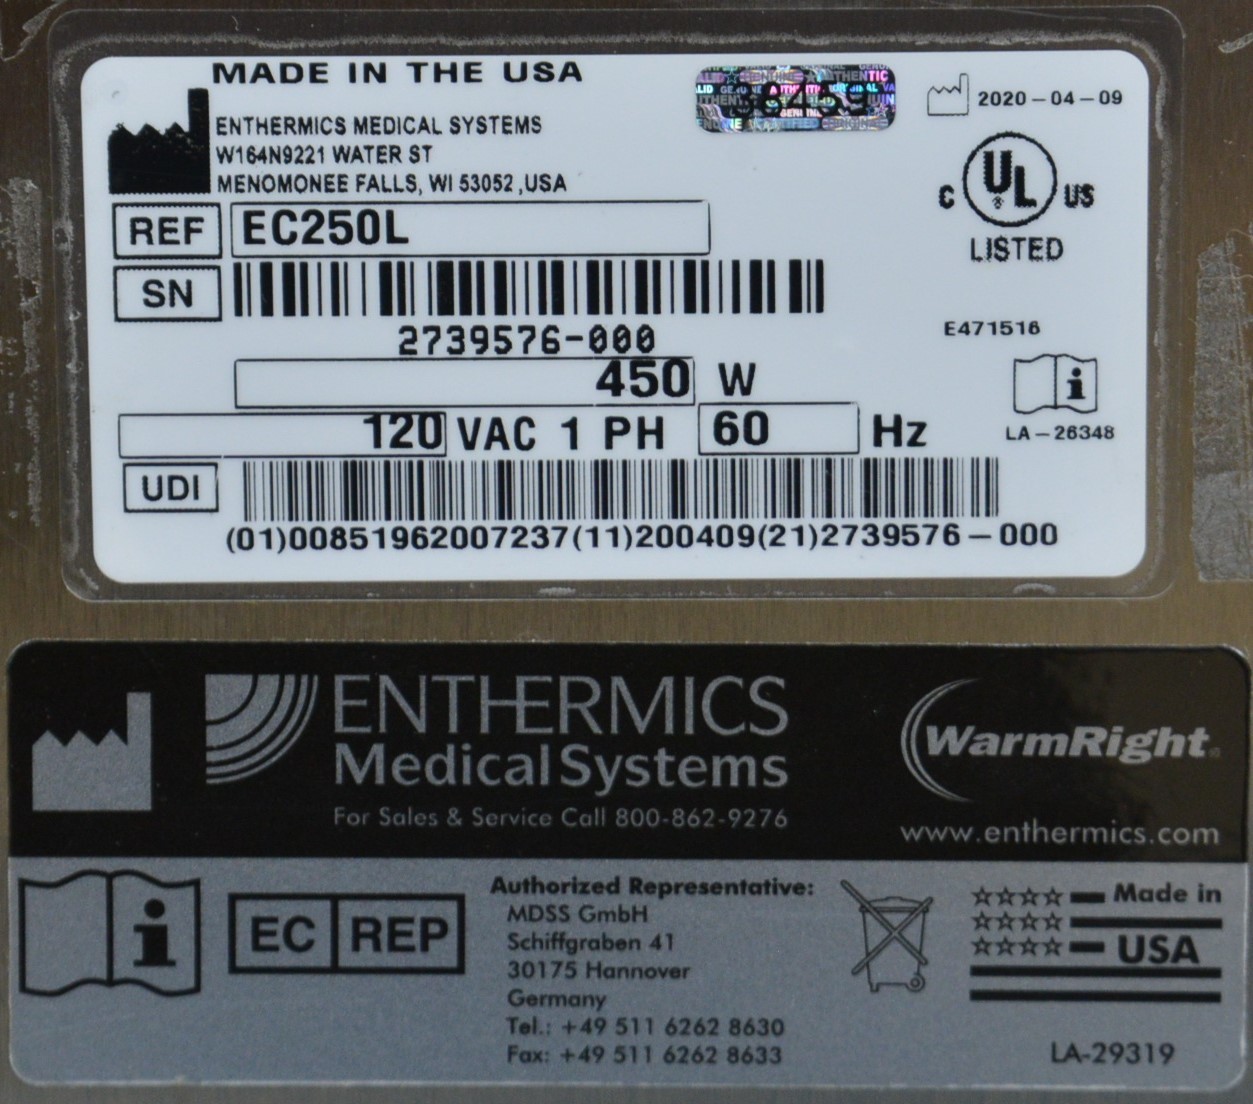 MADE IN THE USA
2020-04-09
ENTHERMICS MEDICAL SYSTEMS
W164N9221 WATER ST
MENOMONEE FALLS, WI 53052 ,USA
C UL US
LISTED
REF EC250L
SN
2739576-000
E471516
450 W
120 VAC 1 PH 60 Hz
i
LA-26348
UDI
(01)00851962007237(11)200409(21)2739576-000
ENTHERMICS
Medical Systems
For Sales & Service Call 800-862-9276
WarmRight
www.enthermics.com
i
EC REP
Authorized Representative:
MDSS GmbH
Schiffgraben 41
30175 Hannover
Germany
Tel.: +49 511 6262 8630
Fax: +49 511 6262 8633
Made in
USA
LA-29319